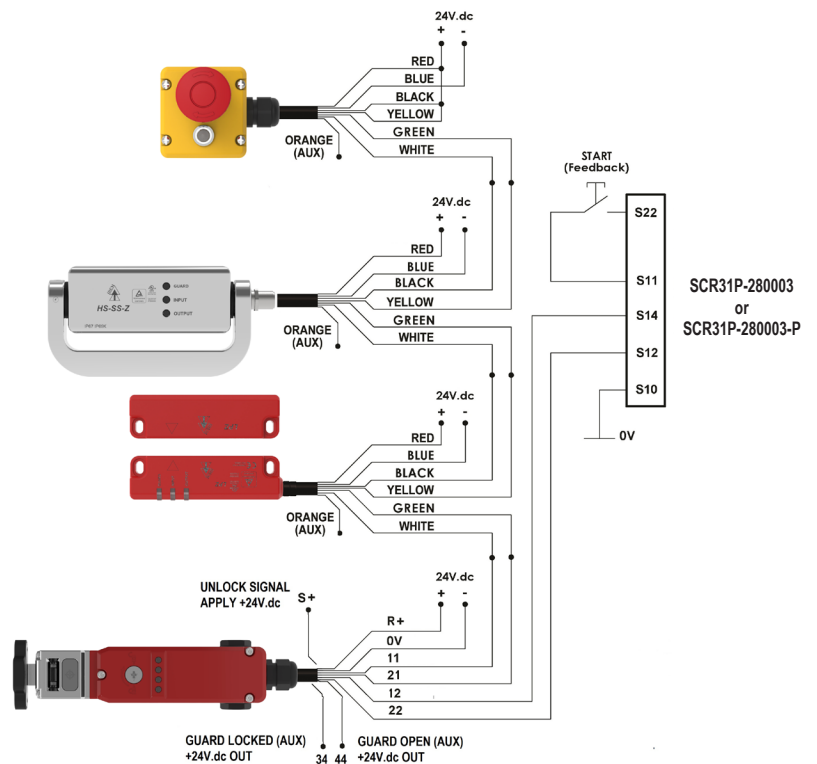 24V.dc
+ -
RED
BLUE
BLACK
YELLOW
GREEN
WHITE
ORANGE
(AUX)
START
(Feedback)
S22
S11
S14
S12
S10
0V
SCR31P-280003
or
SCR31P-280003-P
24V.dc
+ -
RED
BLUE
BLACK
YELLOW
GREEN
WHITE
ORANGE
(AUX)
HS-SS-Z
GUARD
INPUT
OUTPUT
24V.dc
+ -
RED
BLUE
BLACK
YELLOW
GREEN
WHITE
ORANGE
(AUX)
UNLOCK SIGNAL
APPLY +24V.dc
S+
24V.dc
+ -
R+
0V
11
21
12
22
GUARD LOCKED (AUX)
+24V.dc OUT
34 44
GUARD OPEN (AUX)
+24V.dc OUT